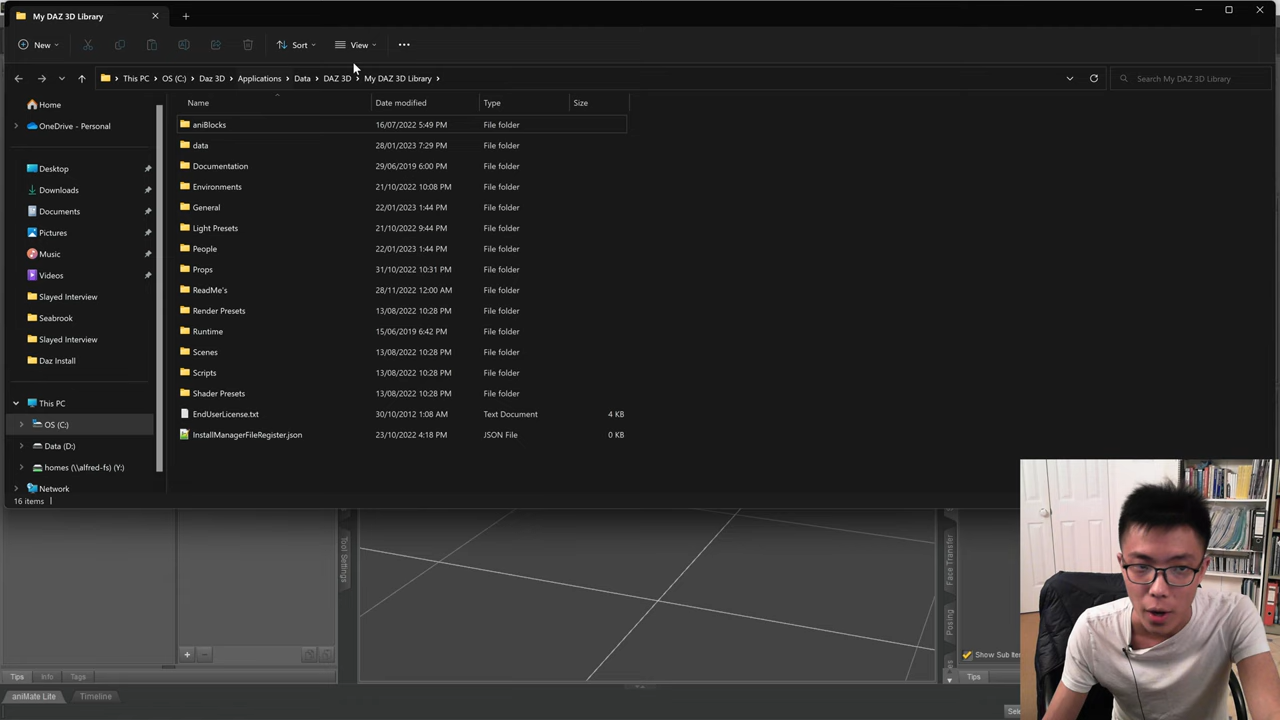 My DAZ 3D Library
New
Sort
View
This PC > OS (C:) > Daz 3D > Applications > Data > DAZ 3D > My DAZ 3D Library >
Search My DAZ 3D Library
Home
OneDrive - Personal
Desktop
Downloads
Documents
Pictures
Music
Videos
Slayed Interview
Seabrook
Slayed Interview
Daz Install
This PC
OS (C:)
Data (D:)
homes (\\alfred-fs) (Y:)
Network
16 items
Name Date modified Type Size
aniBlocks 16/07/2022 5:49 PM File folder
data 28/01/2023 7:29 PM File folder
Documentation 29/06/2019 6:00 PM File folder
Environments 21/10/2022 10:08 PM File folder
General 22/01/2023 1:44 PM File folder
Light Presets 21/10/2022 9:44 PM File folder
People 22/01/2023 1:44 PM File folder
Props 31/10/2022 10:31 PM File folder
ReadMe's 28/11/2022 12:00 AM File folder
Render Presets 13/08/2022 10:28 PM File folder
Runtime 15/06/2019 6:42 PM File folder
Scenes 13/08/2022 10:28 PM File folder
Scripts 13/08/2022 10:28 PM File folder
Shader Presets 13/08/2022 10:28 PM File folder
EndUserLicense.txt 30/10/2012 1:08 AM Text Document 4 KB
InstallManagerFileRegister.json 23/10/2022 4:18 PM JSON File 0 KB
Tool Settings
Face Transfer
Posing
Show Sub Ite
Tips Info Tags
Tips
aniMate Lite Timeline